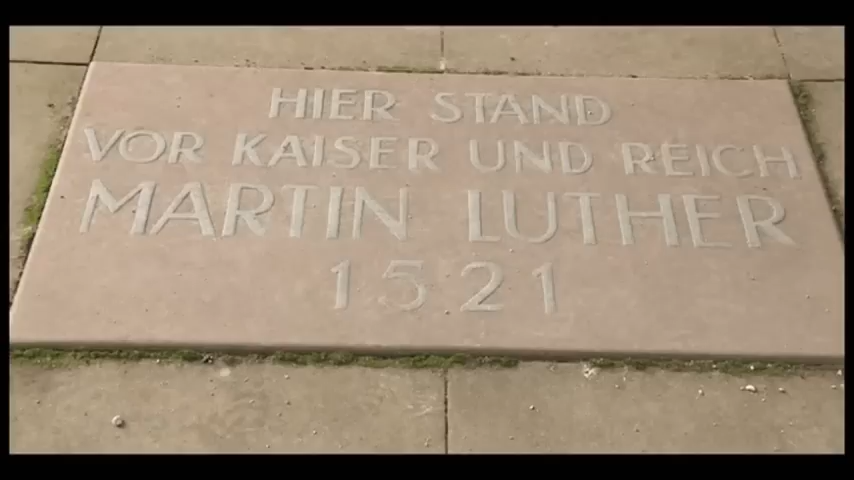 HIER STAND
VOR KAISER UND REICH
MARTIN LUTHER
1521